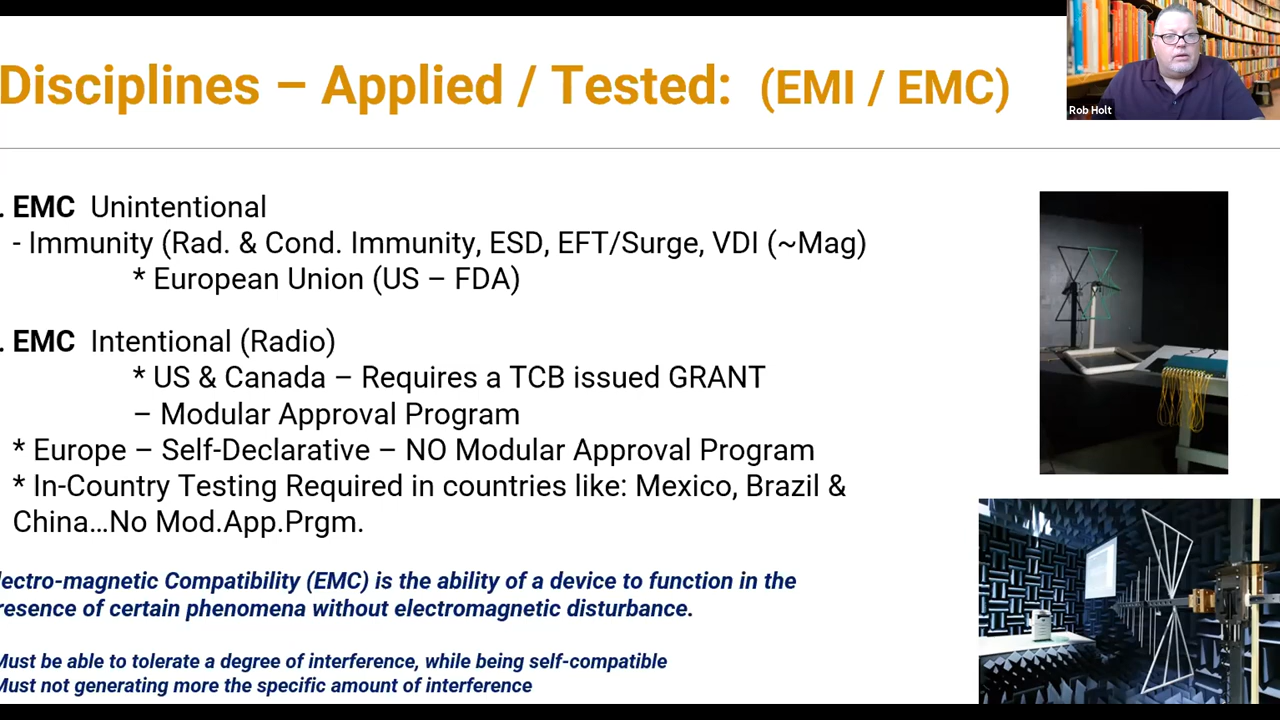 Disciplines – Applied / Tested: (EMI / EMC)
Rob Holt
. EMC Unintentional
- Immunity (Rad. & Cond. Immunity, ESD, EFT/Surge, VDI (~Mag)
* European Union (US – FDA)
. EMC Intentional (Radio)
* US & Canada – Requires a TCB issued GRANT
– Modular Approval Program
* Europe – Self-Declarative – NO Modular Approval Program
* In-Country Testing Required in countries like: Mexico, Brazil &
China…No Mod.App.Prgm.
lectro-magnetic Compatibility (EMC) is the ability of a device to function in the
resence of certain phenomena without electromagnetic disturbance.
Must be able to tolerate a degree of interference, while being self-compatible
Must not generating more the specific amount of interference